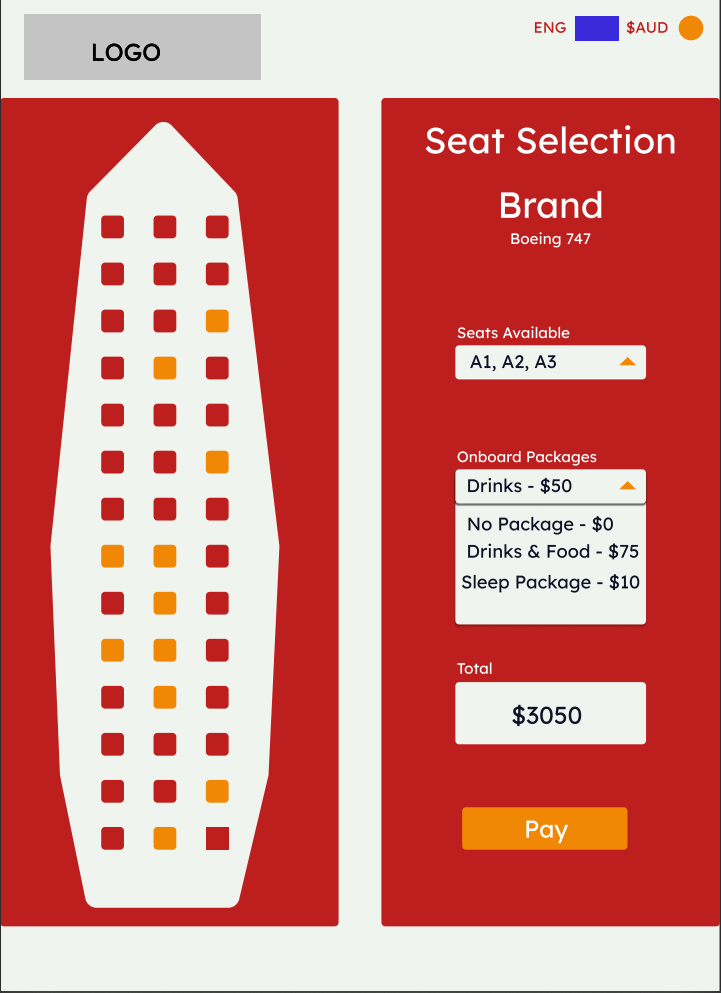 LOGO
ENG
$AUD
Seat Selection
Brand
Boeing 747
Seats Available
A1, A2, A3
Onboard Packages
Drinks - $50
No Package - $0
Drinks & Food - $75
Sleep Package - $10
Total
$3050
Pay